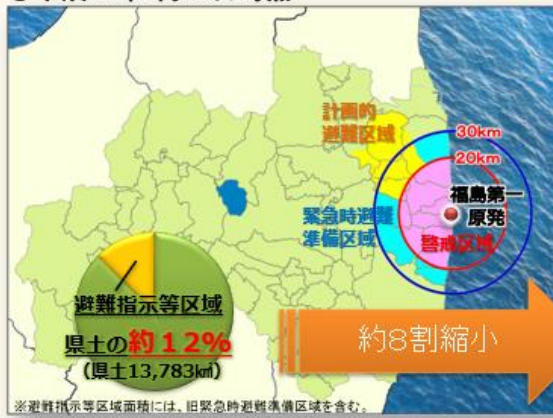 計画的
避難区域
30km
20km
福島第一
原発
緊急時避難
準備区域
警戒区域
避難指示等区域
県土の約12%
（県土13,783㎢）
約8割縮小
※避難指示等区域面積には、旧緊急時避難準備区域を含む。